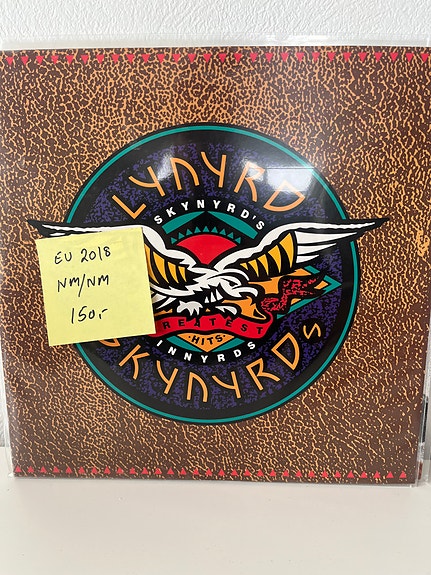 LYNYRD
SKYNYRD'S
EU 2018
NM/NM
150,-
GREATEST
HITS
INNYRDS
SKYNYRDS